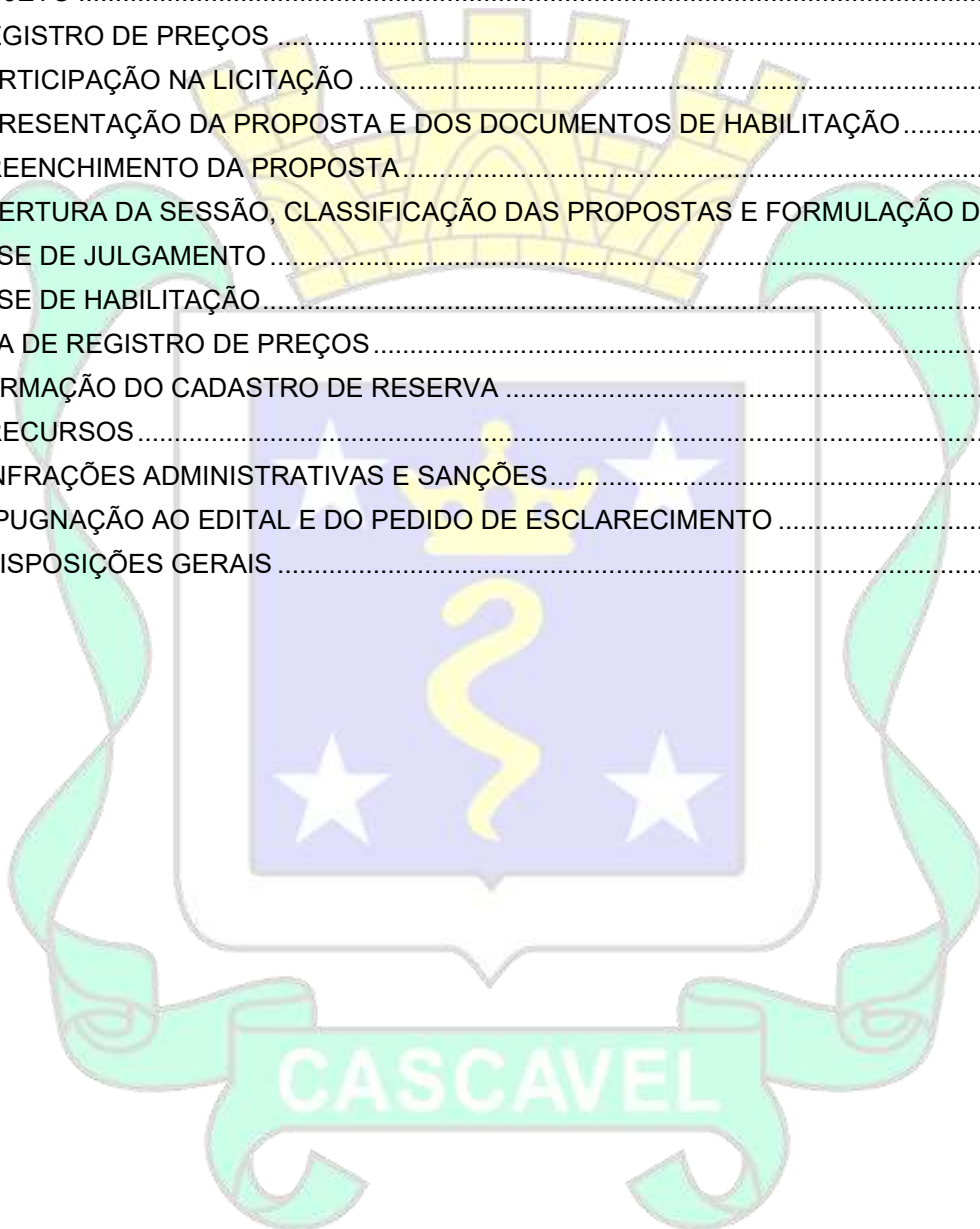 EGISTRO DE PREÇOS
RTICIPAÇÃO NA LICITAÇÃO
RESENTAÇÃO DA PROPOSTA E DOS DOCUMENTOS DE HABILITAÇÃO
REENCHIMENTO DA PROPOSTA
ERTURA DA SESSÃO, CLASSIFICAÇÃO DAS PROPOSTAS E FORMULAÇÃO D
SE DE JULGAMENTO
SE DE HABILITAÇÃO
A DE REGISTRO DE PREÇOS
RMAÇÃO DO CADASTRO DE RESERVA
RECURSOS
NFRAÇÕES ADMINISTRATIVAS E SANÇÕES
PUGNAÇÃO AO EDITAL E DO PEDIDO DE ESCLARECIMENTO
ISPOSIÇÕES GERAIS
CASCAVEL